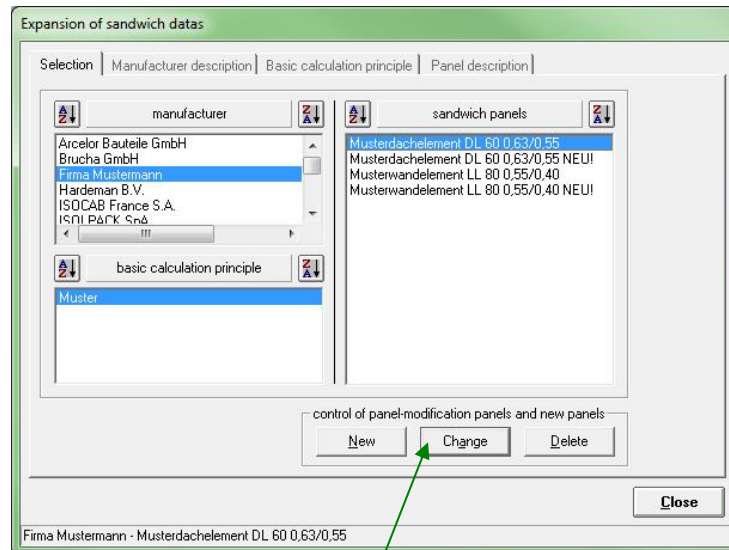 Expansion of sandwich datas
Selection
Manufacturer description
Basic calculation principle
Panel description
manufacturer
Arcelor Bauteile GmbH
Brucha GmbH
Firma Mustermann
Hardeman B.V.
ISOCAB France S.A.
ISOLPACK SpA
basic calculation principle
Muster
sandwich panels
Musterdachelement DL 60 0,63/0,55
Musterdachelement DL 60 0,63/0,55 NEU!
Musterwandelement LL 80 0,55/0,40
Musterwandelement LL 80 0,55/0,40 NEU!
control of panel-modification panels and new panels
New
Change
Delete
Close
Firma Mustermann - Musterdachelement DL 60 0,63/0,55